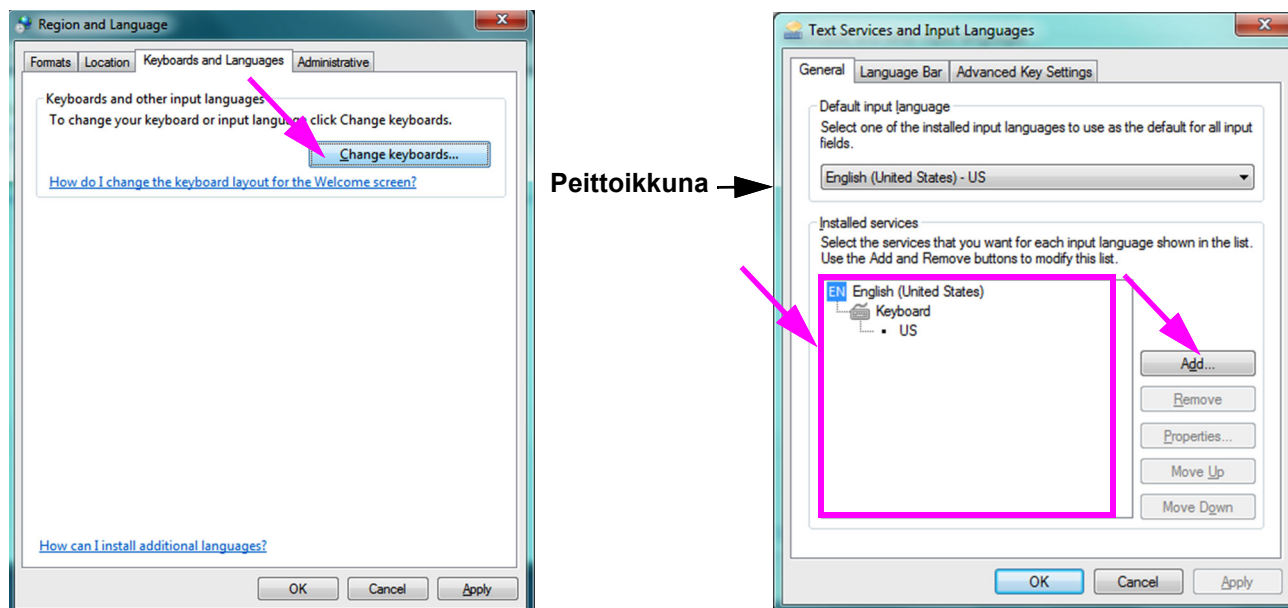 Region and Language
Formats Location Keyboards and Languages Administrative
Keyboards and other input languages
To change your keyboard or input language click Change keyboards.
Change keyboards...
How do I change the keyboard layout for the Welcome screen?
How can I install additional languages?
OK Cancel Apply
Peittoikkuna
Text Services and Input Languages
General Language Bar Advanced Key Settings
Default input language
Select one of the installed input languages to use as the default for all input
fields.
English (United States) - US
Installed services
Select the services that you want for each input language shown in the list.
Use the Add and Remove buttons to modify this list.
EN English (United States)
Keyboard
US
Add...
Remove
Properties...
Move Up
Move Down
OK Cancel Apply